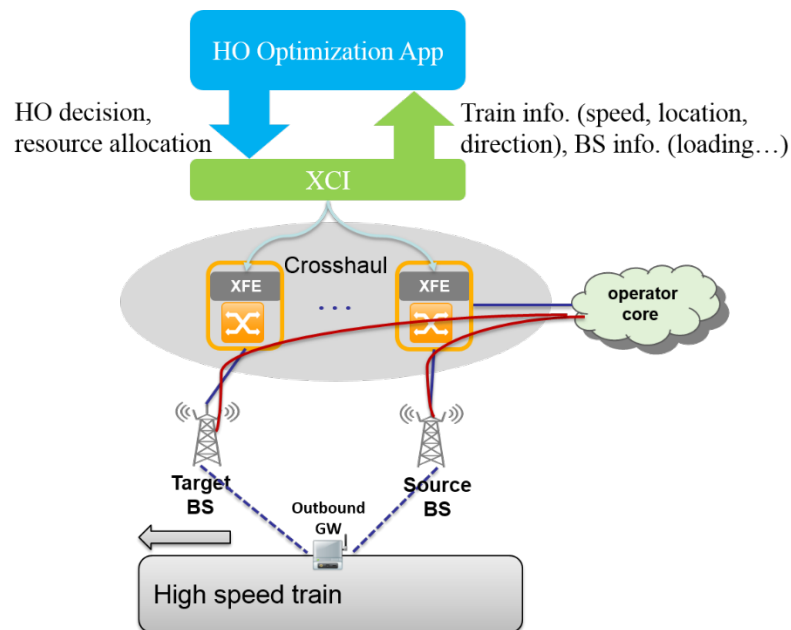 HO Optimization App
HO decision,
resource allocation
Train info. (speed, location,
direction), BS info. (loading…)
XCI
Crosshaul
XFE
XFE
...
operator
core
Target
BS
Source
BS
Outbound
GW
High speed train